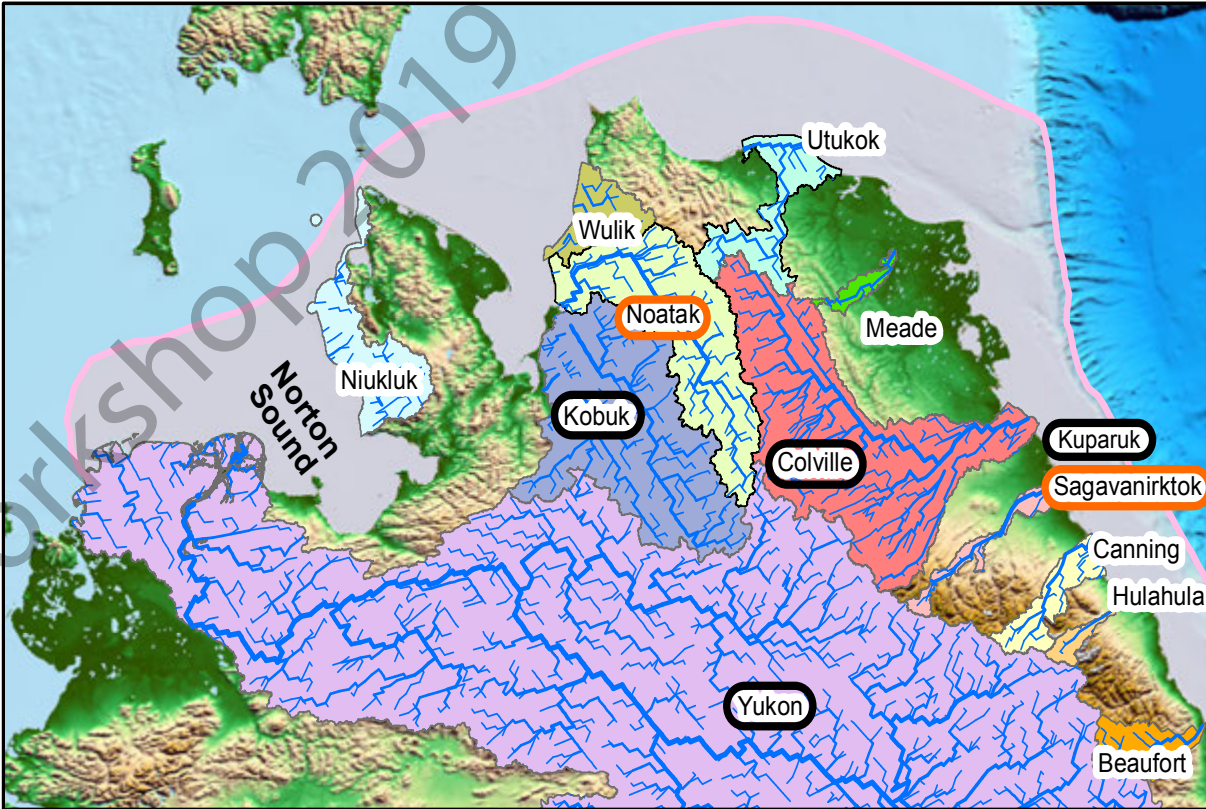 orkshop 2019
Utukok
Wulik
Noatak
Meade
Niukluk
Norton
Sound
Kobuk
Colville
Kuparuk
Sagavanirktok
Canning
Hulahula
Yukon
Beaufort